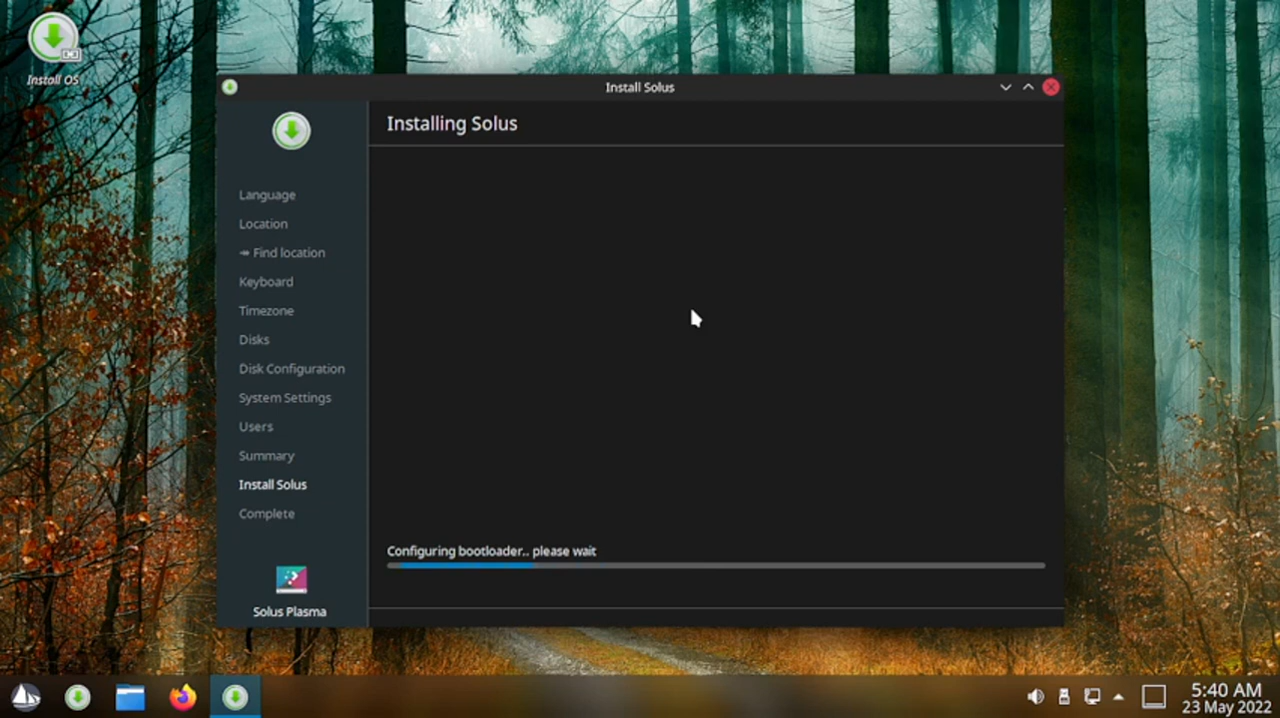 Install OS
Install Solus
Installing Solus
Language
Location
↠ Find location
Keyboard
Timezone
Disks
Disk Configuration
System Settings
Users
Summary
Install Solus
Complete
Configuring bootloader.. please wait
Solus Plasma
5:40 AM
23 May 2022